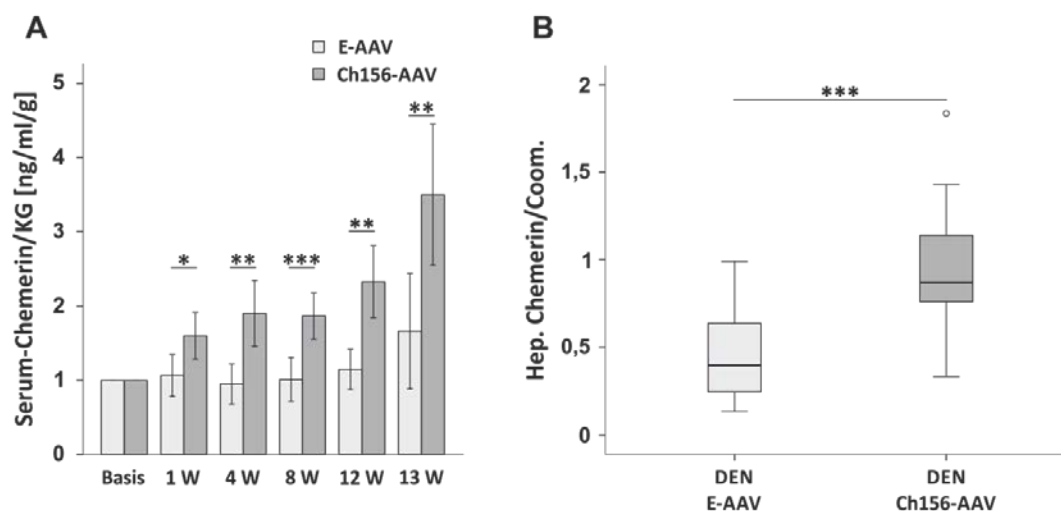 A
E-AAV
Ch156-AAV
Serum-Chemerin/KG [ng/ml/g]
5
4
3
2
1
0
*
**
***
**
**
Basis 1 W 4 W 8 W 12 W 13 W
B
Hep. Chemerin/Coom.
2
1,5
1
0,5
0
***
DEN DEN
E-AAV Ch156-AAV